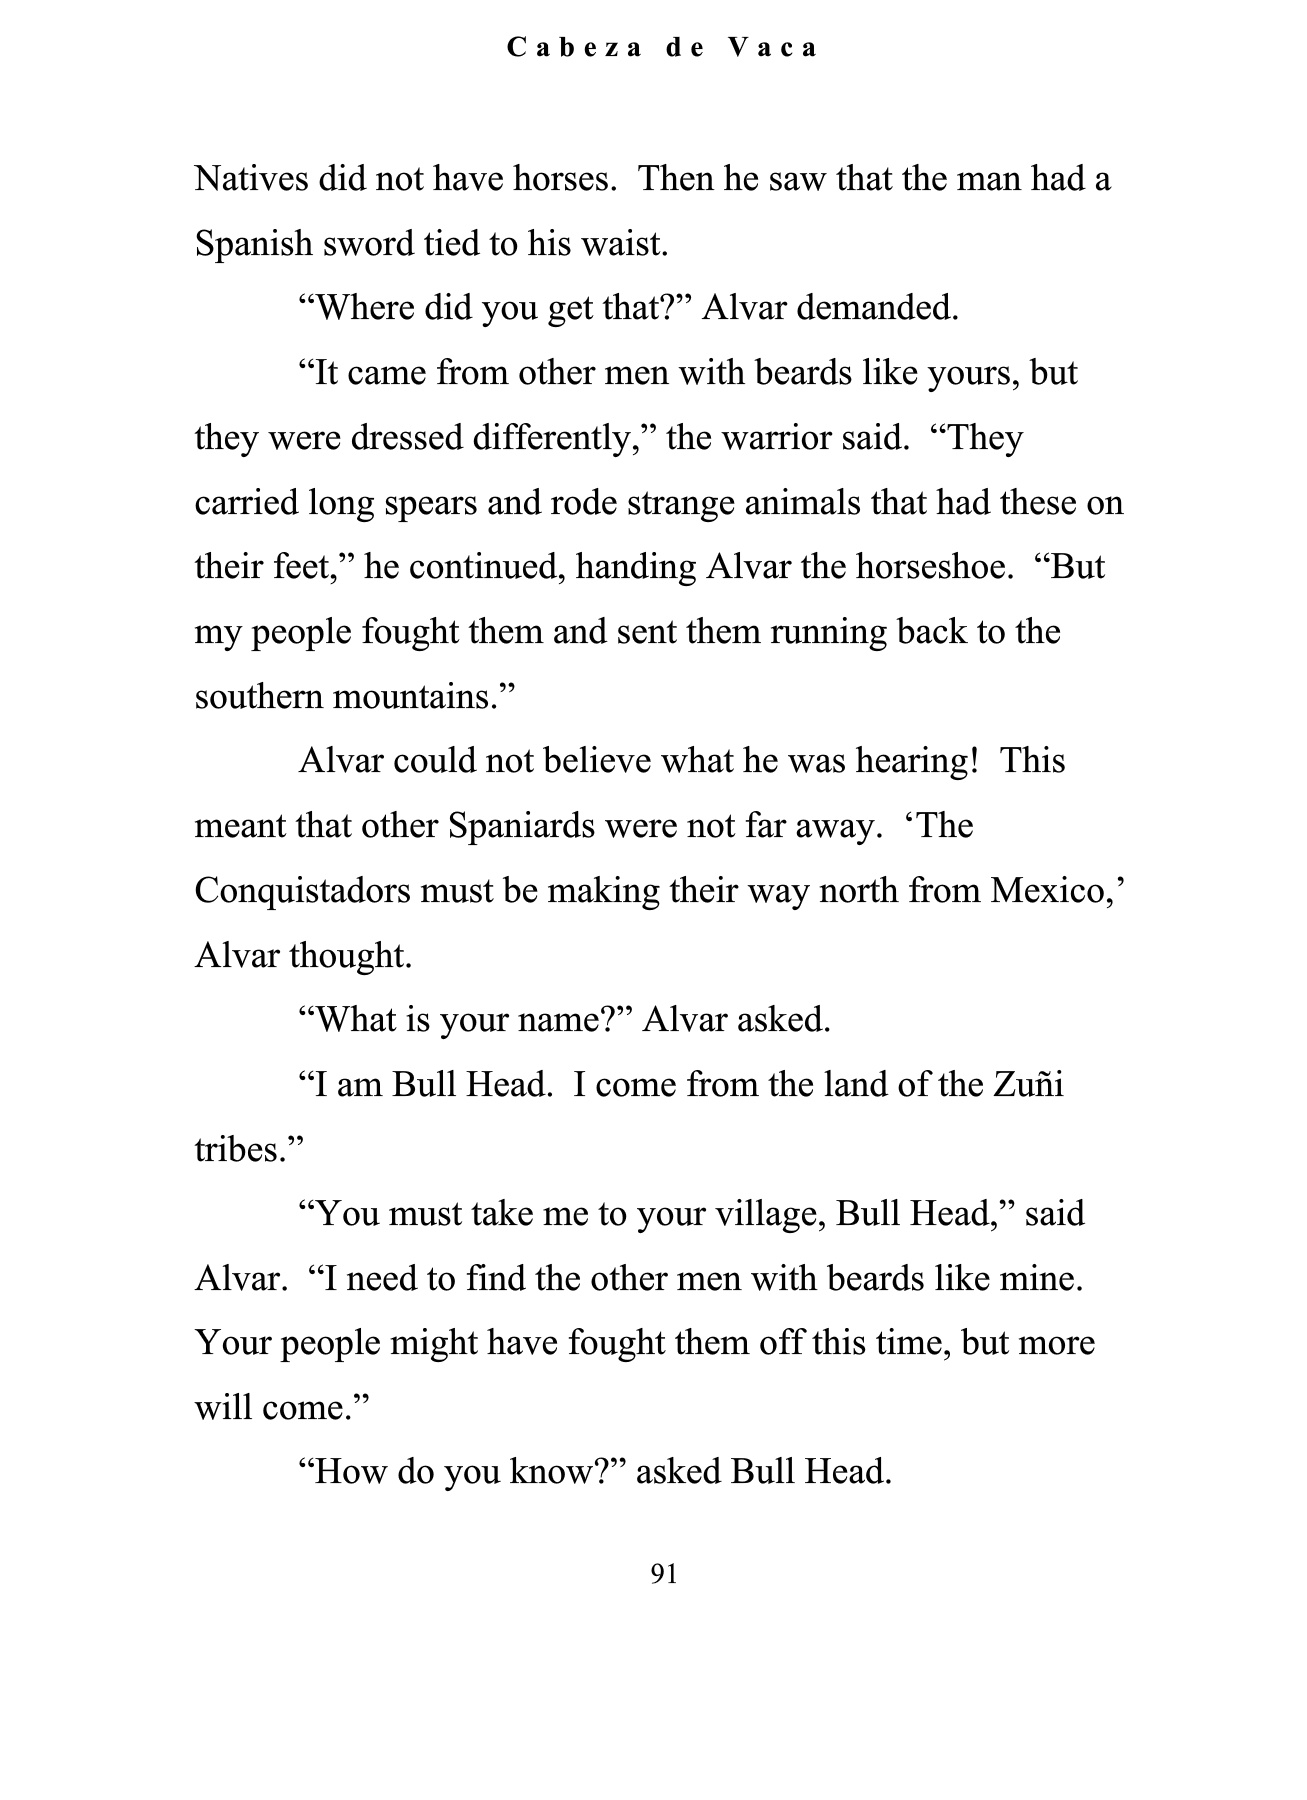 Cabeza de Vaca
Natives did not have horses.  Then he saw that the man had a
Spanish sword tied to his waist.
“Where did you get that?” Alvar demanded.
“It came from other men with beards like yours, but
they were dressed differently,” the warrior said.  “They
carried long spears and rode strange animals that had these on
their feet,” he continued, handing Alvar the horseshoe.  “But
my people fought them and sent them running back to the
southern mountains.”
Alvar could not believe what he was hearing!  This
meant that other Spaniards were not far away.  ‘The
Conquistadors must be making their way north from Mexico,’
Alvar thought.
“What is your name?” Alvar asked.
“I am Bull Head.  I come from the land of the Zuñi
tribes.”
“You must take me to your village, Bull Head,” said
Alvar.  “I need to find the other men with beards like mine.
Your people might have fought them off this time, but more
will come.”
“How do you know?” asked Bull Head.
91